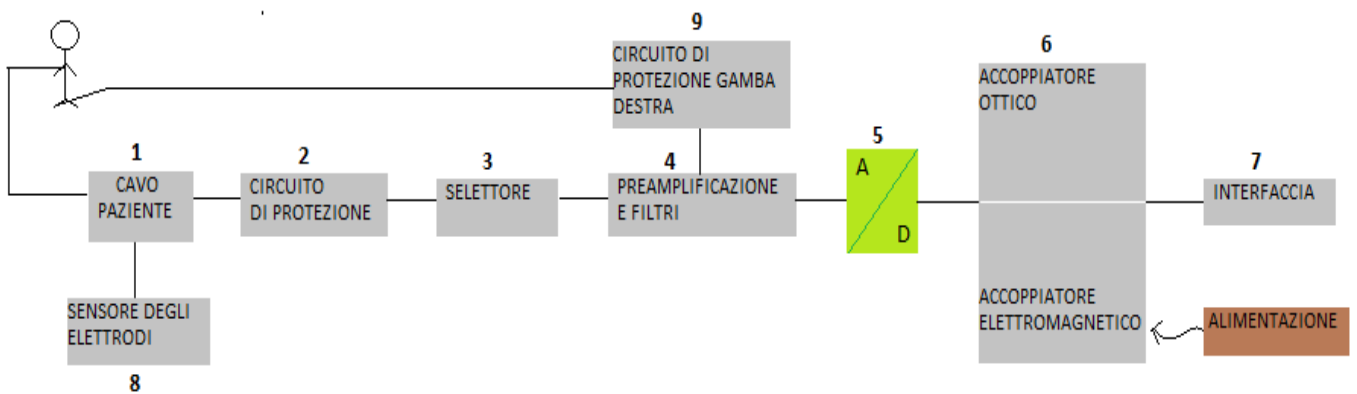 9
CIRCUITO DI
PROTEZIONE GAMBA
DESTRA
6
ACCOPPIATORE
OTTICO
1
CAVO
PAZIENTE
2
CIRCUITO
DI PROTEZIONE
3
SELETTORE
4
PREAMPLIFICAZIONE
E FILTRI
5
A
D
7
INTERFACCIA
SENSORE DEGLI
ELETTRODI
8
ACCOPPIATORE
ELETTROMAGNETICO
ALIMENTAZIONE